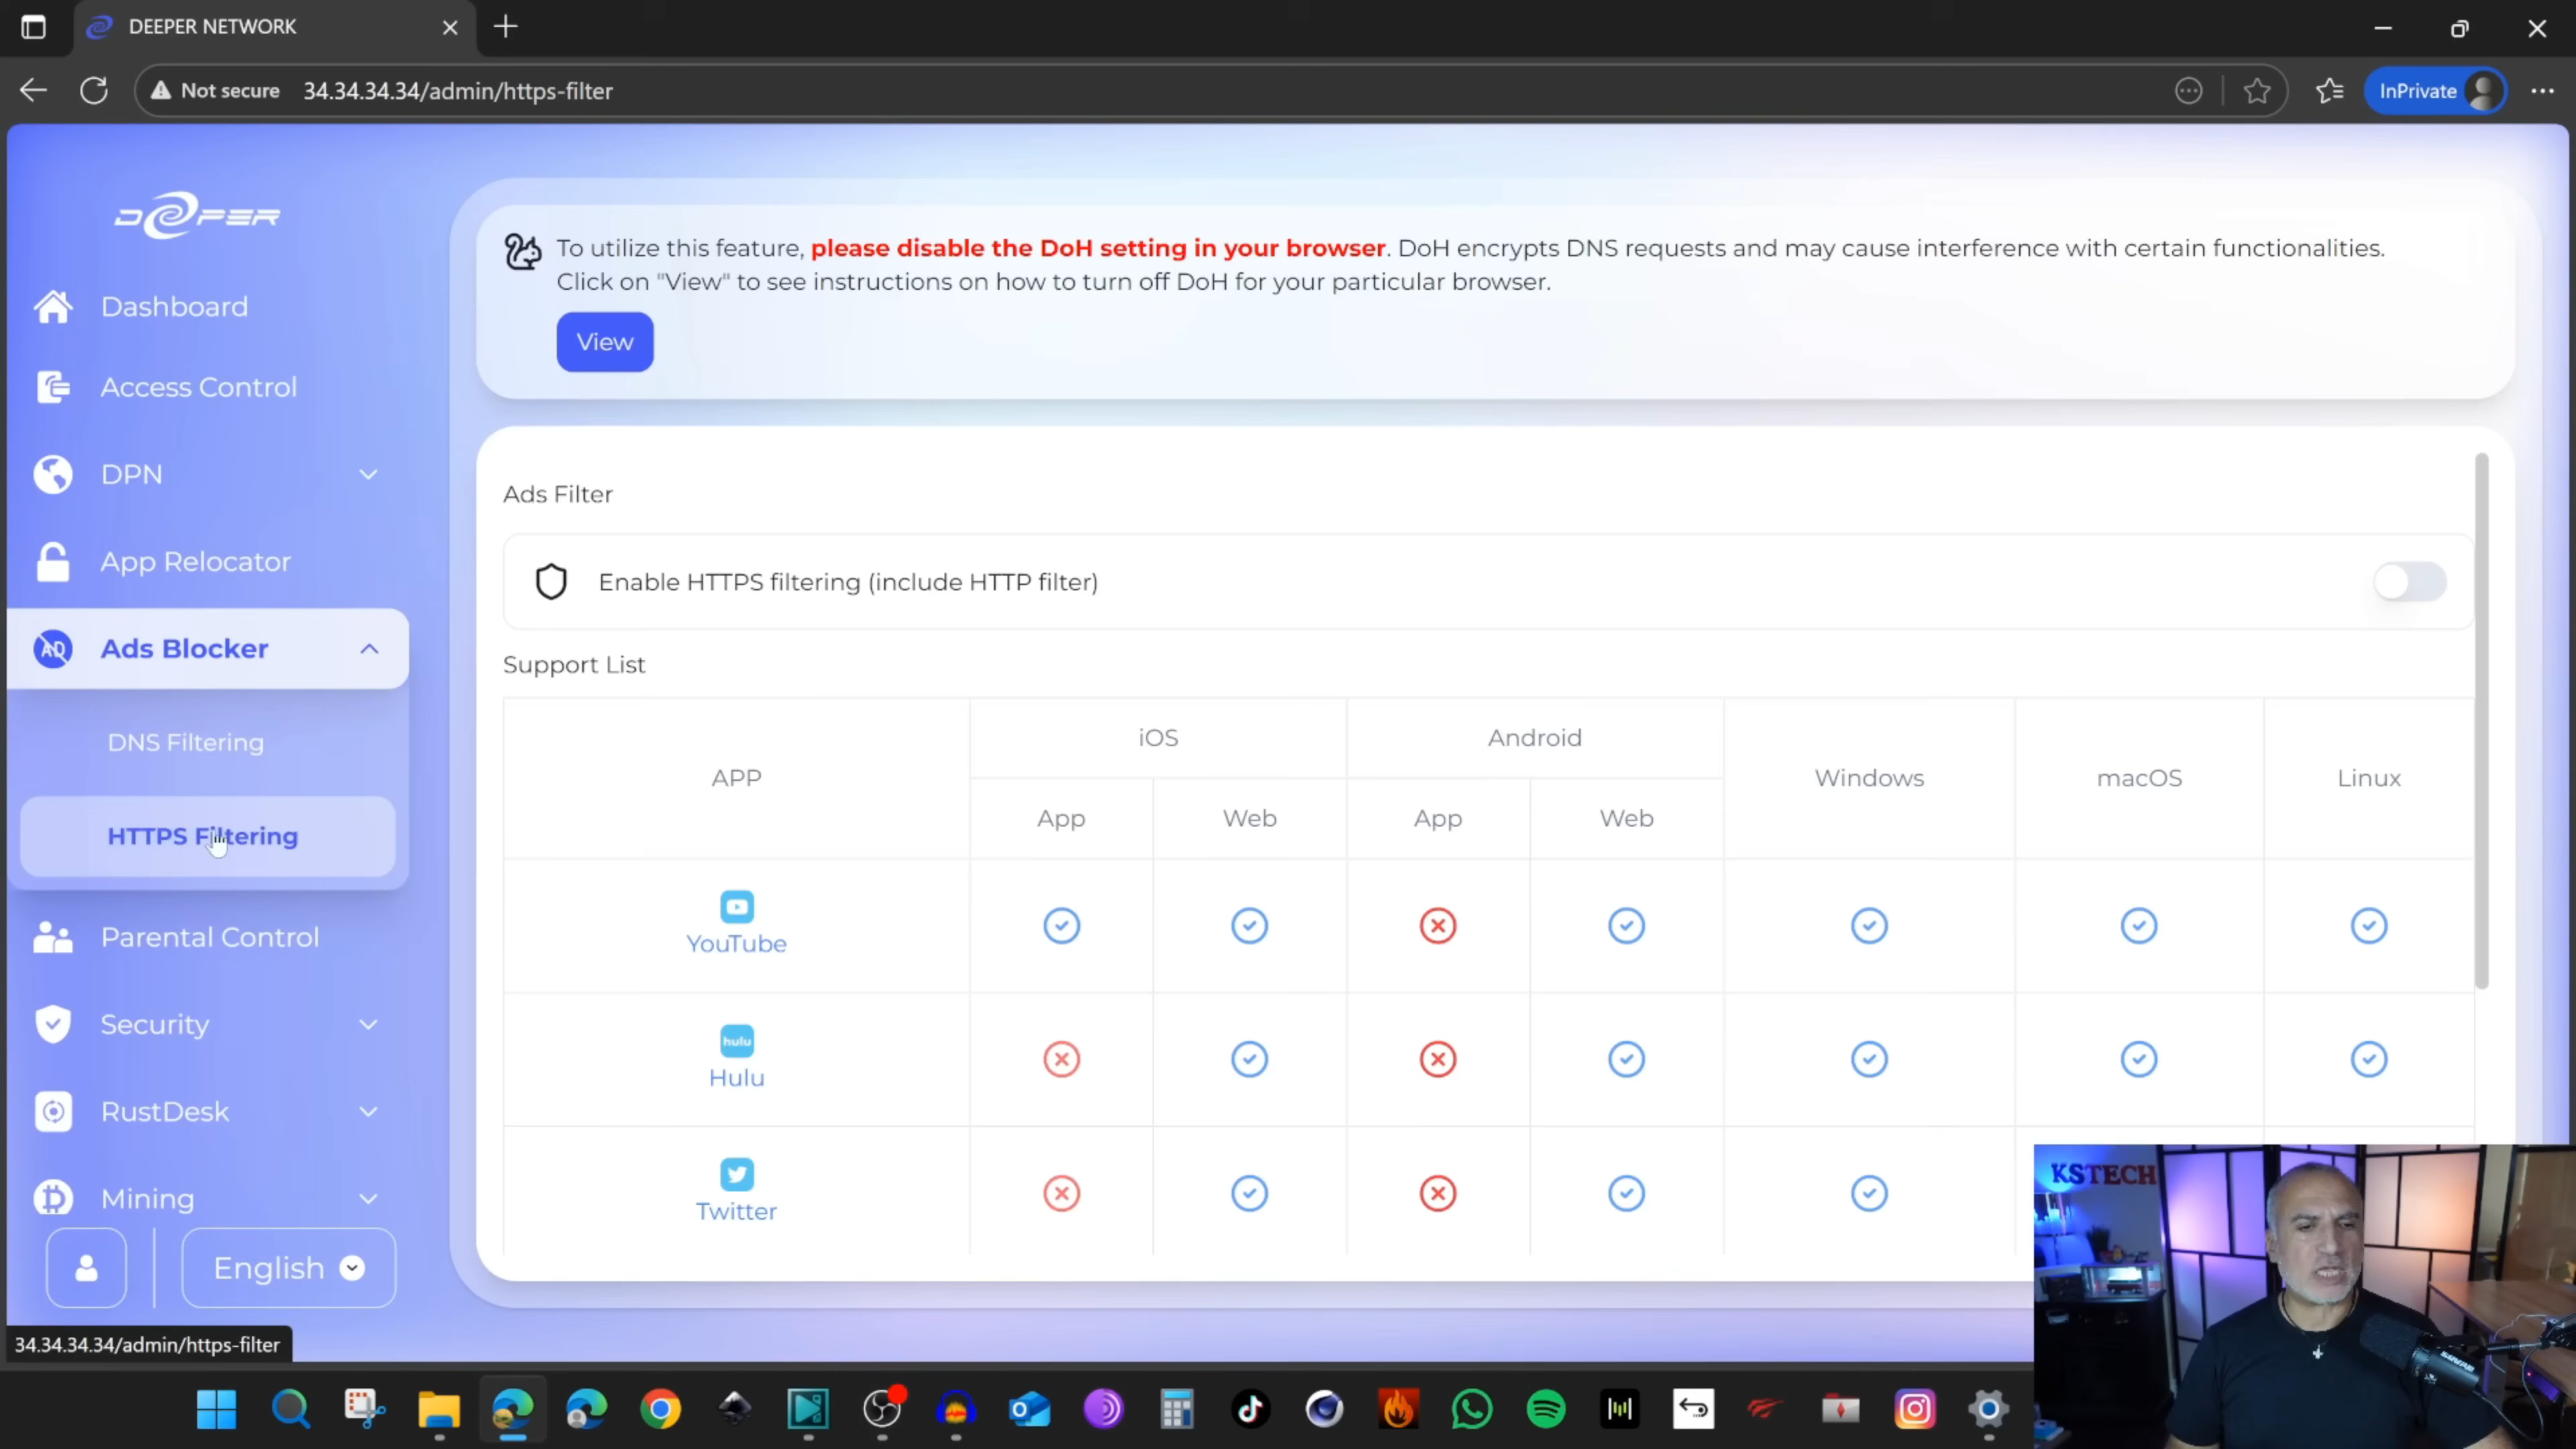 DEEPER NETWORK
Not secure 34.34.34.34/admin/https-filter
InPrivate
DEEPER
To utilize this feature, please disable the DoH setting in your browser. DoH encrypts DNS requests and may cause interference with certain functionalities.
Click on "View" to see instructions on how to turn off DoH for your particular browser.
View
Dashboard
Access Control
DPN
App Relocator
AD Ads Blocker
DNS Filtering
HTTPS Filtering
Parental Control
Security
RustDesk
Mining
English
Ads Filter
Enable HTTPS filtering (include HTTP filter)
Support List
APP iOS Android Windows macOS Linux
App Web App Web
YouTube
hulu
Hulu
Twitter
KSTECH
34.34.34.34/admin/https-filter